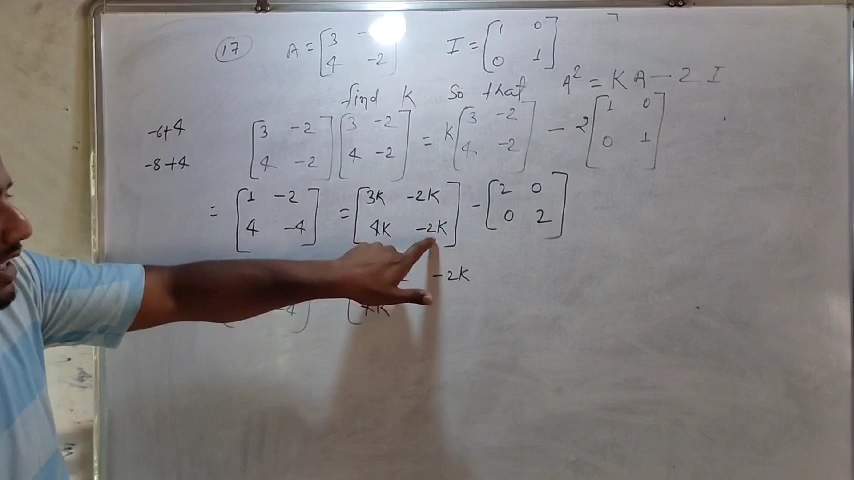 17 A = [3 -4 -2] I = [1 0 0 1]
find K So that A² = KA - 2I
-6+4 [3 -2 4 -2] [3 -2 4 -2] = K [3 -2 4 -2] - 2 [1 0 0 1]
-8+4
= [1 -2 4 -4] = [3K -2K 4K -2K] - [2 0 0 2]
-2K
4K